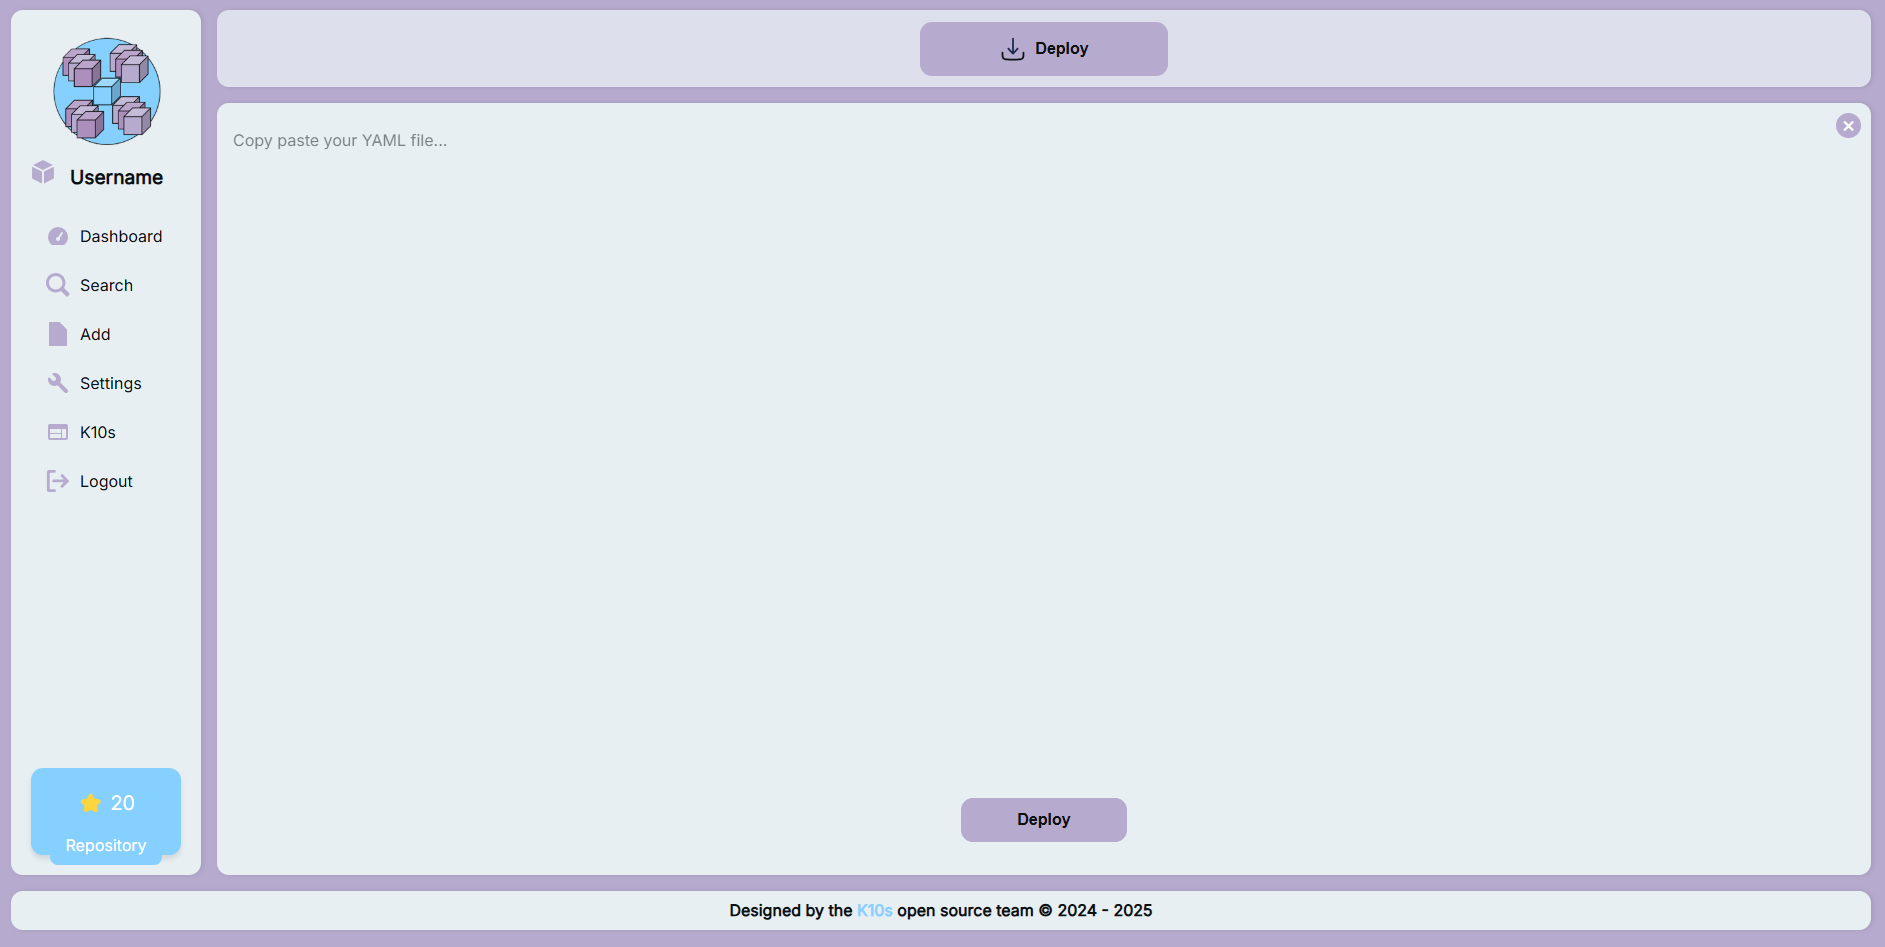 Username
Dashboard
Search
Add
Settings
K10s
Logout
20
Repository
Deploy
Copy paste your YAML file...
Deploy
Designed by the K10s open source team © 2024 - 2025